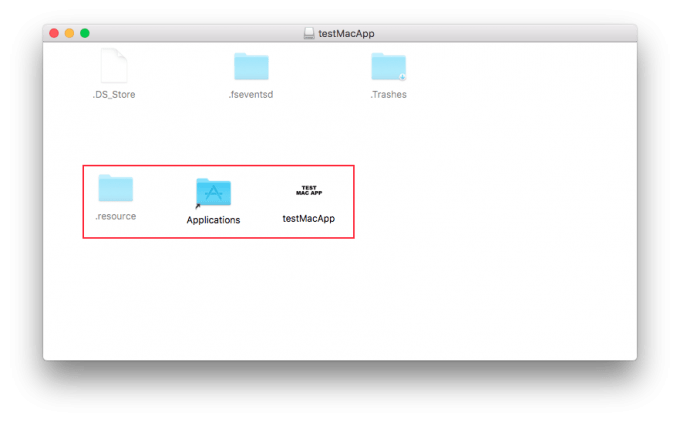 testMacApp
.DS_Store
.fseventsd
.Trashes
TEST
MAC APP
.resource
Applications
testMacApp